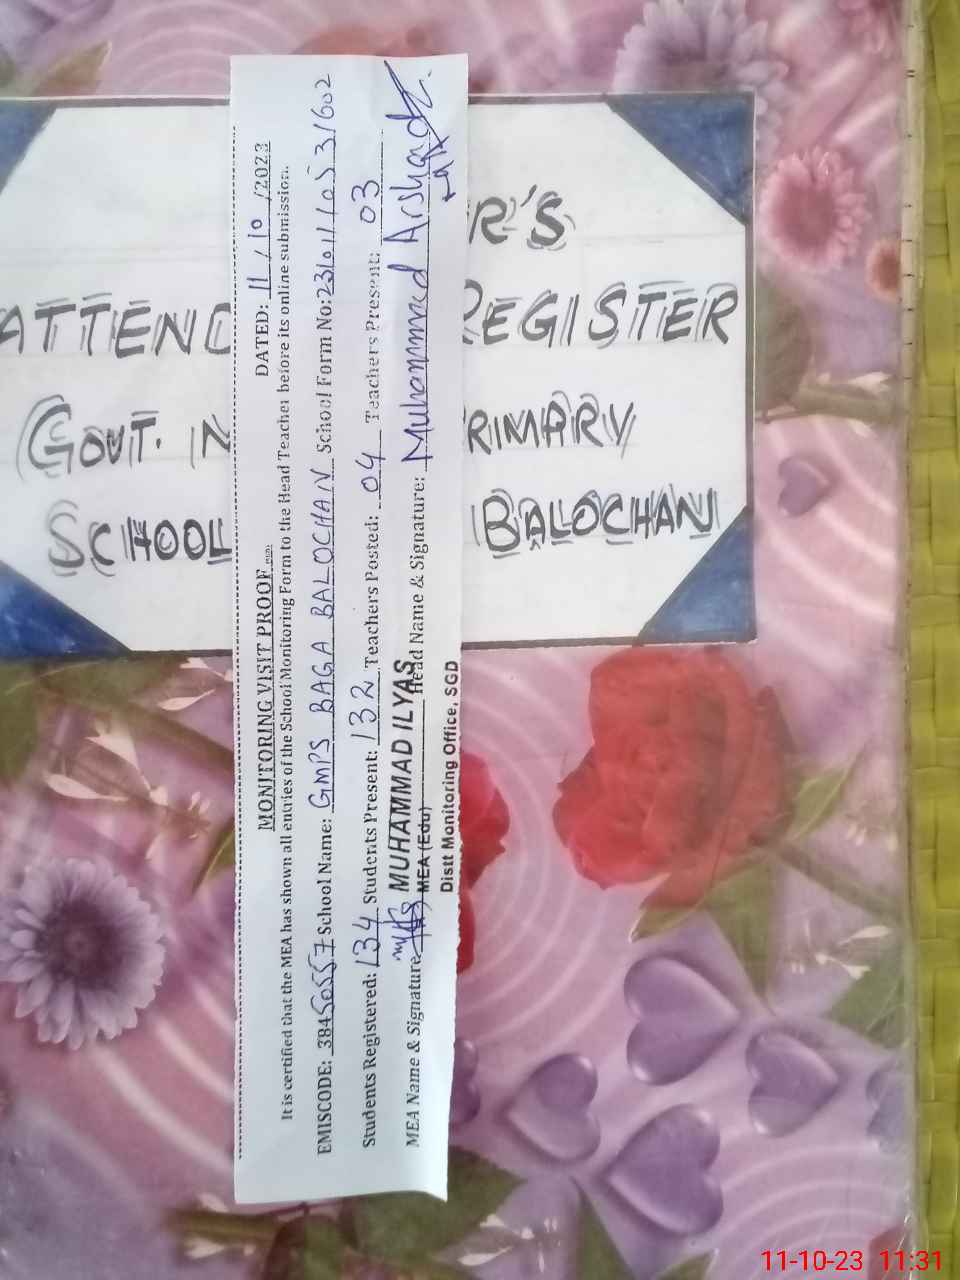 R'S
ATTEND REGISTER
GOVT. IN RIMARY
SCHOOL BALOCHAN
MONITORING VISIT PROOF DATED: 11/10/2023
It is certified that the MEA has shown all entries of the School Monitoring Form to the Head Teacher before its online submission.
EMISCODE: 38450557 School Name: GMPS BAGA BALOCHAN School Form No:
Students Registered: 134 Students Present: 132 Teachers Posted: 04 Teachers Present: 03
MEA Name & Signature Head Name & Signature: Muhammad Arshad
MUHAMMAD ILYAS
MEA (Edu)
Distt Monitoring Office, SGD
11-10-23 11:31